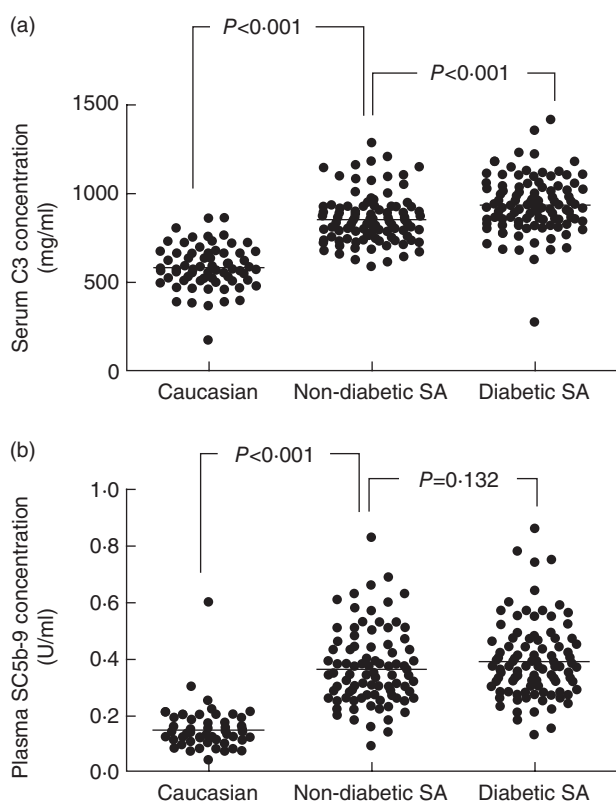 (a)
P<0·001
P<0·001
1500
1000
500
0
Serum C3 concentration
(mg/ml)
Caucasian
Non-diabetic SA
Diabetic SA
(b)
P<0·001
P=0·132
1·0
0·8
0·6
0·4
0·2
0·0
Plasma SC5b-9 concentration
(U/ml)
Caucasian
Non-diabetic SA
Diabetic SA